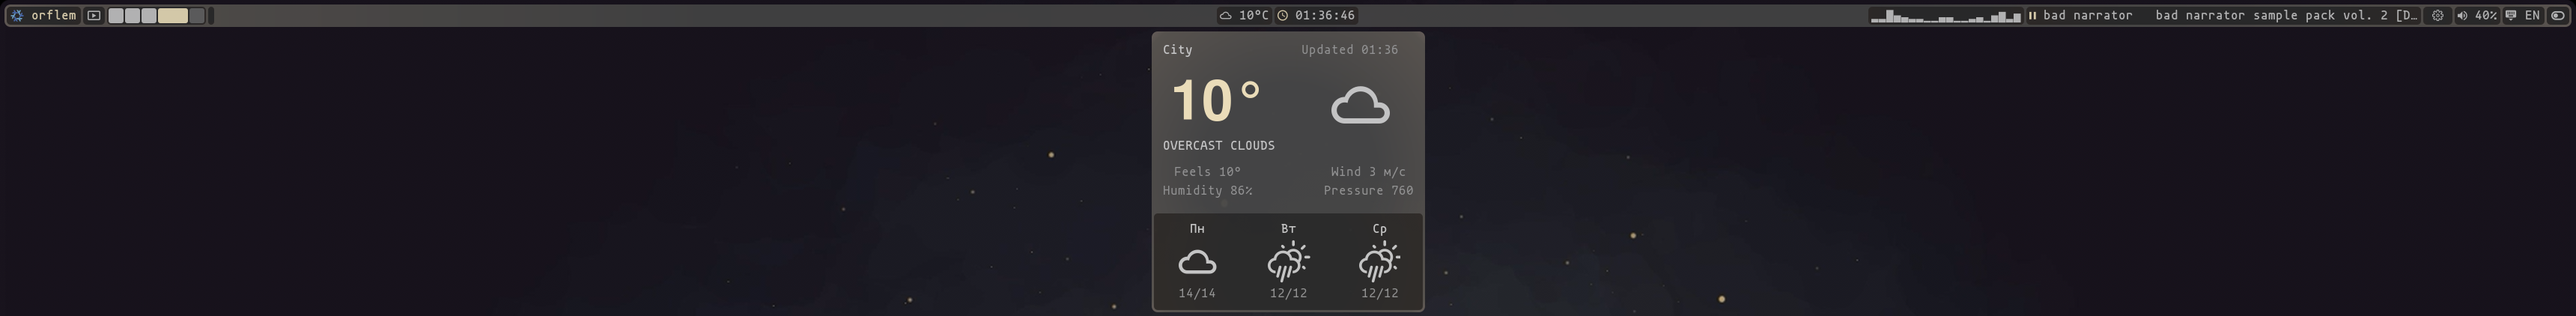 orflem
10°C 01:36:46
bad narrator bad narrator sample pack vol. 2 [D… 40% EN
City Updated 01:36
10°
OVERCAST CLOUDS
Feels 10° Wind 3 м/с
Humidity 86% Pressure 760
Пн Вт Ср
14/14 12/12 12/12